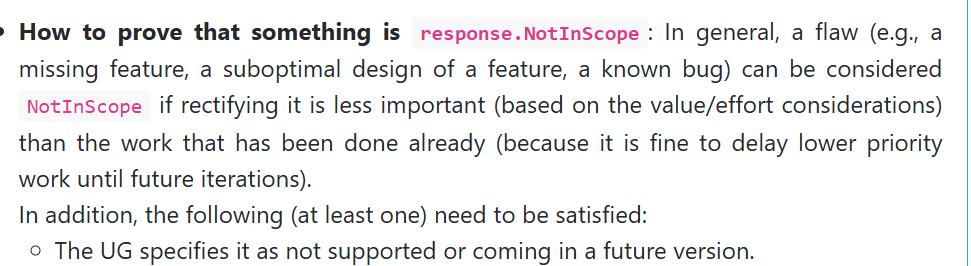 • How to prove that something is response.NotInScope : In general, a flaw (e.g., a
missing feature, a suboptimal design of a feature, a known bug) can be considered
NotInScope if rectifying it is less important (based on the value/effort considerations)
than the work that has been done already (because it is fine to delay lower priority
work until future iterations).
In addition, the following (at least one) need to be satisfied:
○ The UG specifies it as not supported or coming in a future version.